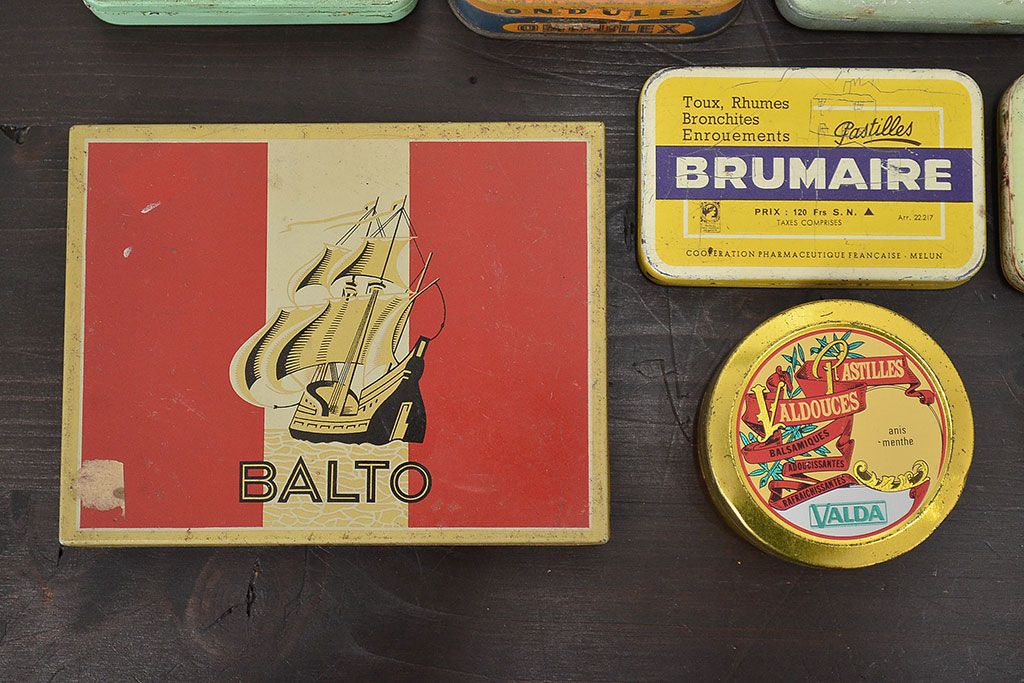 ONDULEX
ONDULEX
Toux, Rhumes
Bronchites
Enrouements
Pastilles
BRUMAIRE
PRIX : 120 Frs S.N. ▲
TAXES COMPRISES
Arr. 22.217
COOPÉRATION PHARMACEUTIQUE FRANÇAISE - MELUN
BALTO
PASTILLES
VALDOUCES
BALSAMIQUES
ADOUCISSANTES
RAFRAICHISSANTES
anis
menthe
VALDA